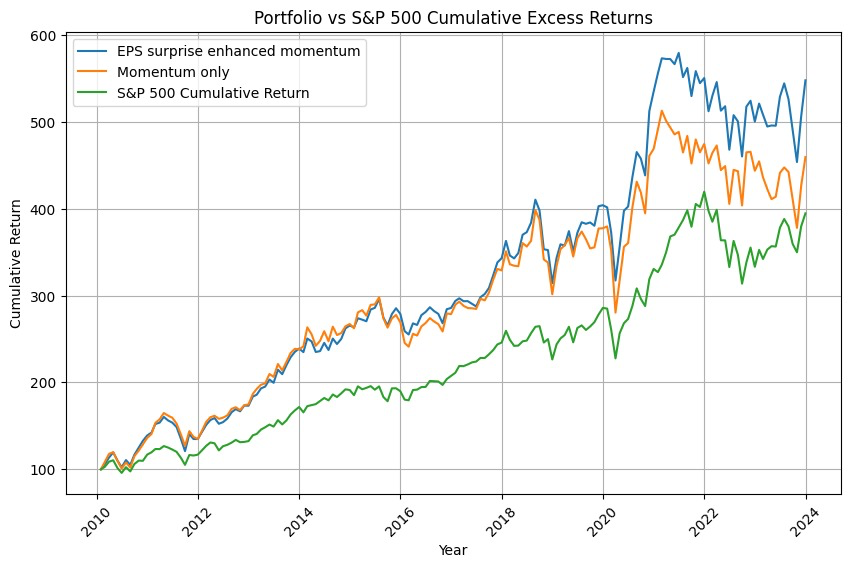 Portfolio vs S&P 500 Cumulative Excess Returns
EPS surprise enhanced momentum
Momentum only
S&P 500 Cumulative Return
Cumulative Return
600
500
400
300
200
100
2010
2012
2014
2016
2018
2020
2022
2024
Year